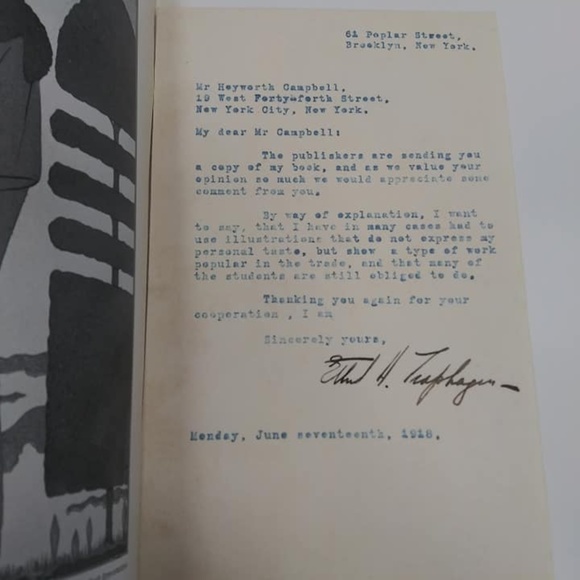 61 Poplar Street,
Brooklyn, New York.
Mr Heyworth Campbell,
19 West Forty-forth Street,
New York City, New York.
My dear Mr Campbell:
The publishers are sending you
a copy of my book, and as we value your
opinion so much we would appreciate some
comment from you.
By way of explanation, I want
to say, that I have in many cases had to
use illustrations that do not express my
personal taste, but show a type of work
popular in the trade, and that many of
the students are still obliged to do.
Thanking you again for your
cooperation , I am
Sincerely yours,
Ethel H. Traphagen
Monday, June seventeenth, 1918.